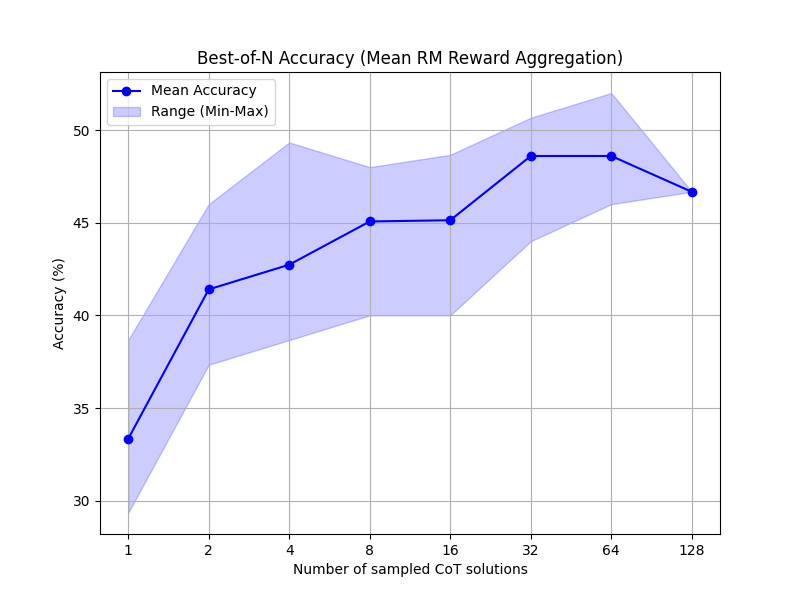 Best-of-N Accuracy (Mean RM Reward Aggregation)
Mean Accuracy
Range (Min-Max)
50
45
40
35
30
Accuracy (%)
1 2 4 8 16 32 64 128
Number of sampled CoT solutions